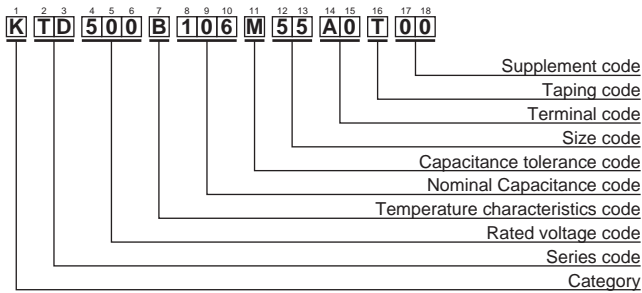 1 2 3 4 5 6 7 8 9 10 11 12 13 14 15 16 17 18
K T D 5 0 0 B 1 0 6 M 5 5 A 0 T 0 0
Supplement code
Taping code
Terminal code
Size code
Capacitance tolerance code
Nominal Capacitance code
Temperature characteristics code
Rated voltage code
Series code
Category